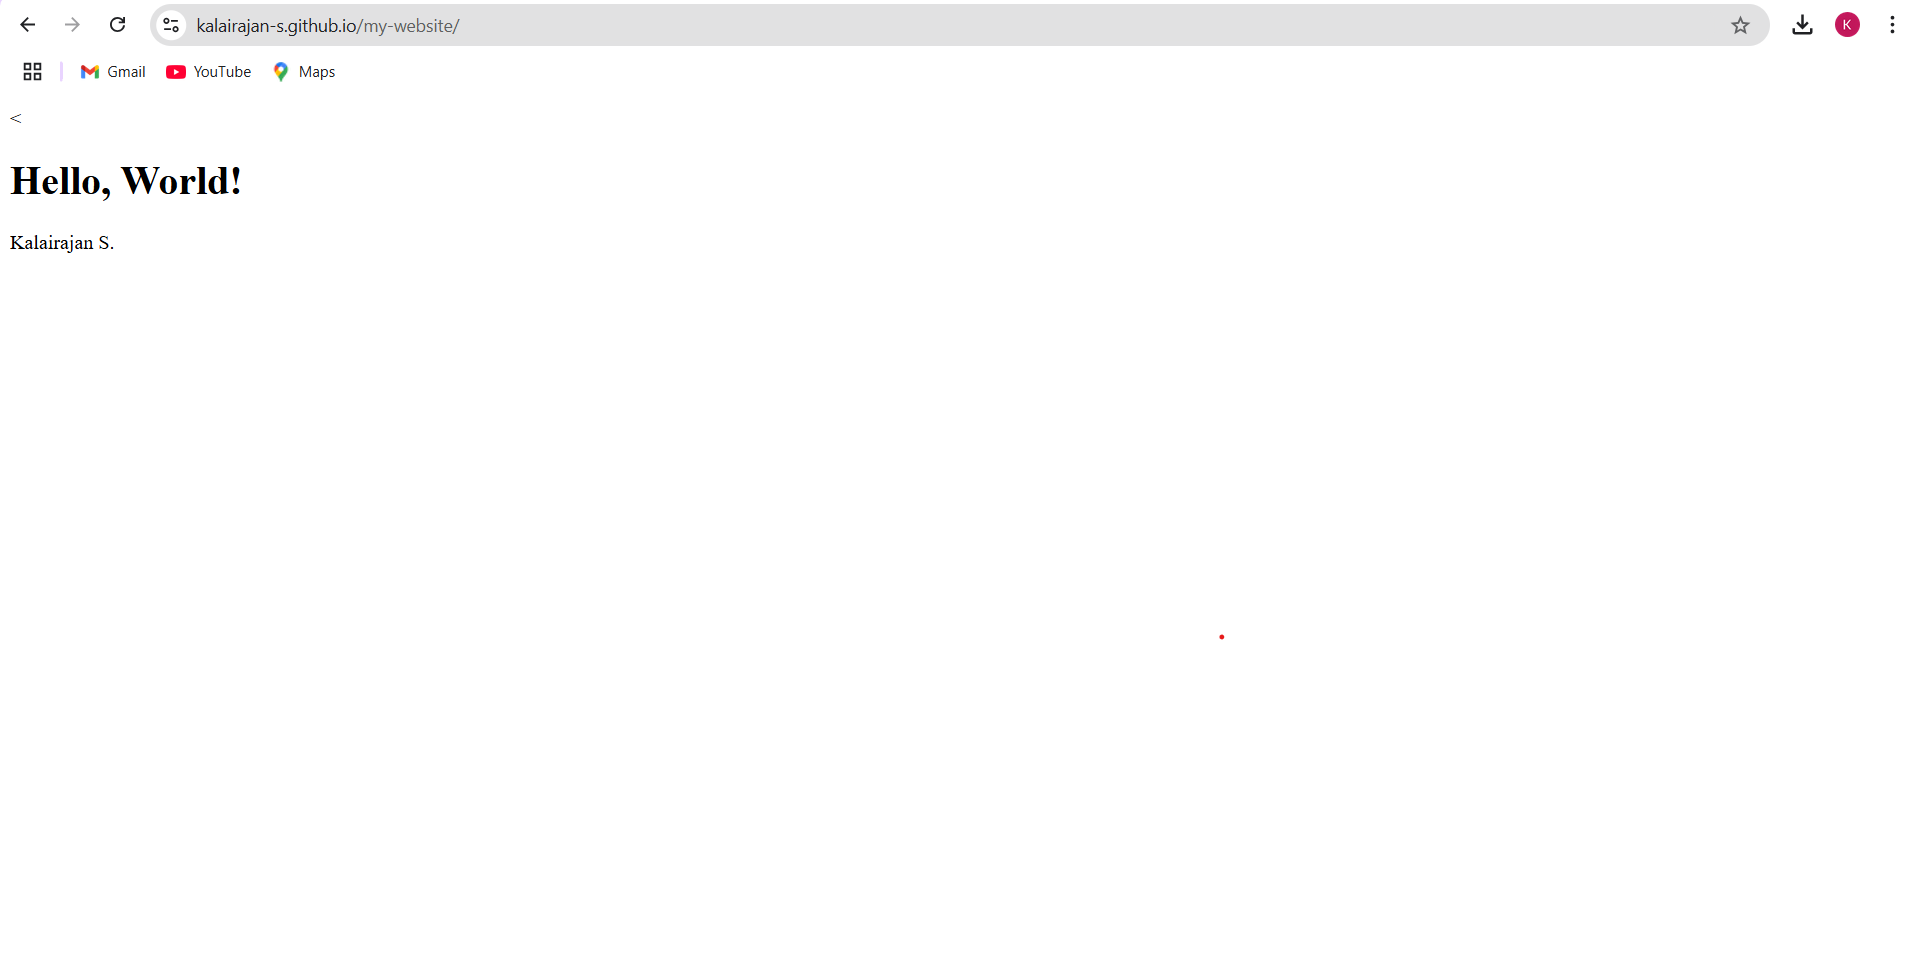 kalairajan-s.github.io/my-website/
K
Gmail YouTube Maps
<
Hello, World!
Kalairajan S.